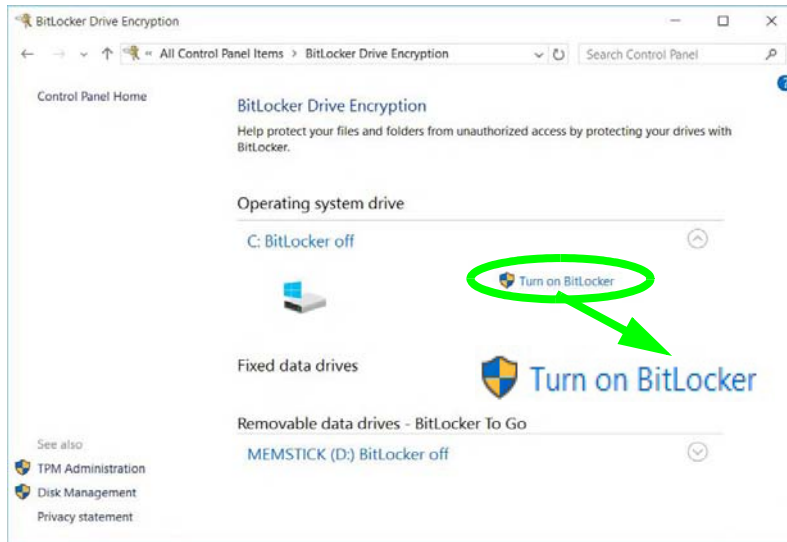 BitLocker Drive Encryption
« All Control Panel Items > BitLocker Drive Encryption
Search Control Panel
Control Panel Home
BitLocker Drive Encryption
Help protect your files and folders from unauthorized access by protecting your drives with
BitLocker.
Operating system drive
C: BitLocker off
Turn on BitLocker
Fixed data drives
Turn on BitLocker
Removable data drives - BitLocker To Go
MEMSTICK (D:) BitLocker off
See also
TPM Administration
Disk Management
Privacy statement